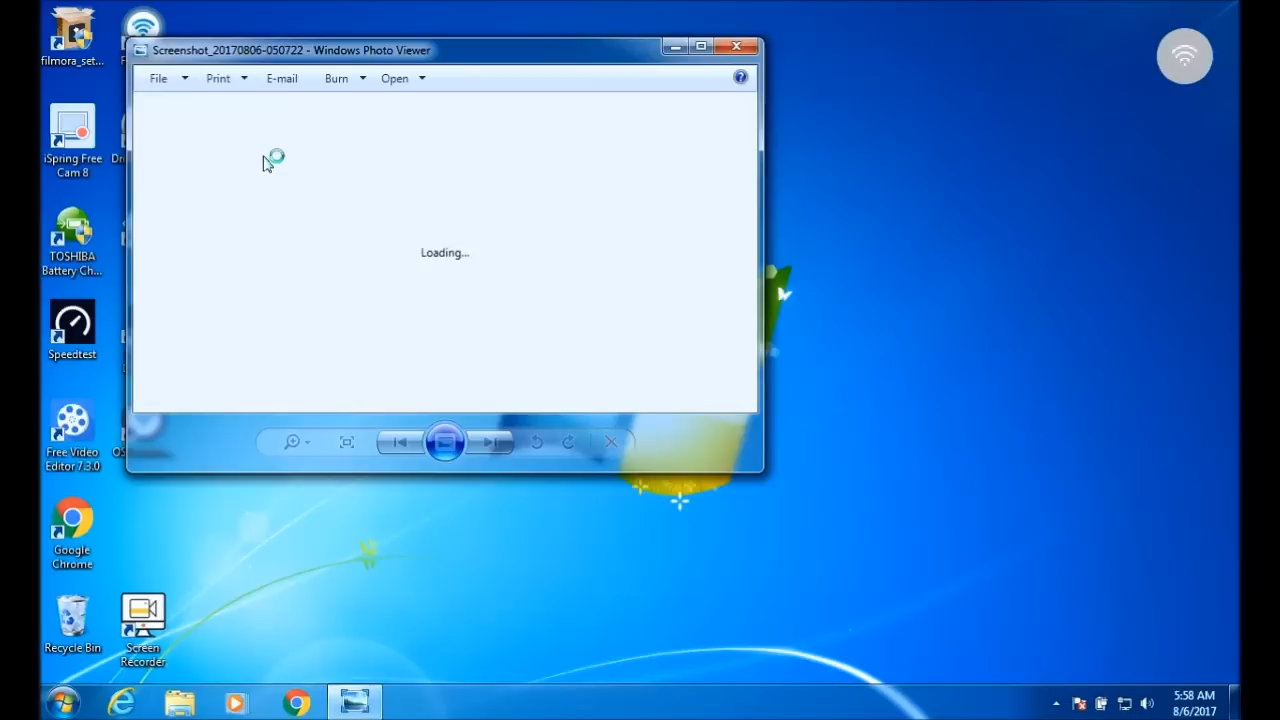 Screenshot_20170806-050722 - Windows Photo Viewer
File Print E-mail Burn Open
Loading...
filmora_set...
iSpring Free
Cam 8
TOSHIBA
Battery Ch...
Speedtest
Free Video
Editor 7.3.0
Google
Chrome
Recycle Bin
Screen
Recorder
5:58 AM
8/6/2017